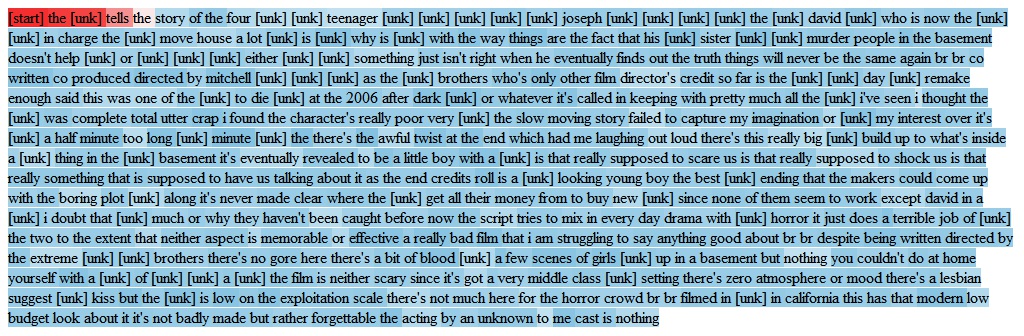 [start] the [unk] tells the story of the four [unk] [unk] teenager [unk] [unk] [unk] [unk] [unk] joseph [unk] [unk] [unk] [unk] the [unk] david [unk] who is now the [unk]
[unk] in charge the [unk] move house a lot [unk] is [unk] why is [unk] with the way things are the fact that his [unk] sister [unk] [unk] murder people in the basement
doesn't help [unk] or [unk] [unk] [unk] either [unk] [unk] something just isn't right when he eventually finds out the truth things will never be the same again br br co
written co produced directed by mitchell [unk] [unk] [unk] as the [unk] brothers who's only other film director's credit so far is the [unk] [unk] day [unk] remake
enough said this was one of the [unk] to die [unk] at the 2006 after dark [unk] or whatever it's called in keeping with pretty much all the [unk] i've seen i thought the
[unk] was complete total utter crap i found the character's really poor very [unk] the slow moving story failed to capture my imagination or [unk] my interest over it's
[unk] a half minute too long [unk] minute [unk] the there's the awful twist at the end which had me laughing out loud there's this really big [unk] build up to what's inside
a [unk] thing in the [unk] basement it's eventually revealed to be a little boy with a [unk] is that really supposed to scare us is that really supposed to shock us is that
really something that is supposed to have us talking about it as the end credits roll is a [unk] looking young boy the best [unk] ending that the makers could come up
with the boring plot [unk] along it's never made clear where the [unk] get all their money from to buy new [unk] since none of them seem to work except david in a
[unk] i doubt that [unk] much or why they haven't been caught before now the script tries to mix in every day drama with [unk] horror it just does a terrible job of [unk]
the two to the extent that neither aspect is memorable or effective a really bad film that i am struggling to say anything good about br br despite being written directed by
the extreme [unk] [unk] brothers there's no gore here there's a bit of blood [unk] a few scenes of girls [unk] up in a basement but nothing you couldn't do at home
yourself with a [unk] of [unk] [unk] a [unk] the film is neither scary since it's got a very middle class [unk] setting there's zero atmosphere or mood there's a lesbian
suggest [unk] kiss but the [unk] is low on the exploitation scale there's not much here for the horror crowd br br filmed in [unk] in california this has that modern low
budget look about it it's not badly made but rather forgettable the acting by an unknown to me cast is nothing